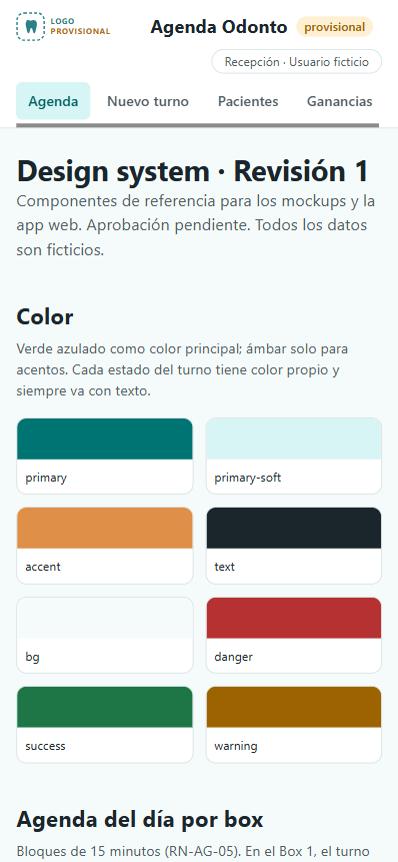 LOGO
PROVISIONAL
Agenda Odonto provisional
Recepción · Usuario ficticio
Agenda Nuevo turno Pacientes Ganancias
Design system · Revisión 1
Componentes de referencia para los mockups y la
app web. Aprobación pendiente. Todos los datos
son ficticios.
Color
Verde azulado como color principal; ámbar solo para
acentos. Cada estado del turno tiene color propio y
siempre va con texto.
primary primary-soft
accent text
bg danger
success warning
Agenda del día por box
Bloques de 15 minutos (RN-AG-05). En el Box 1, el turno